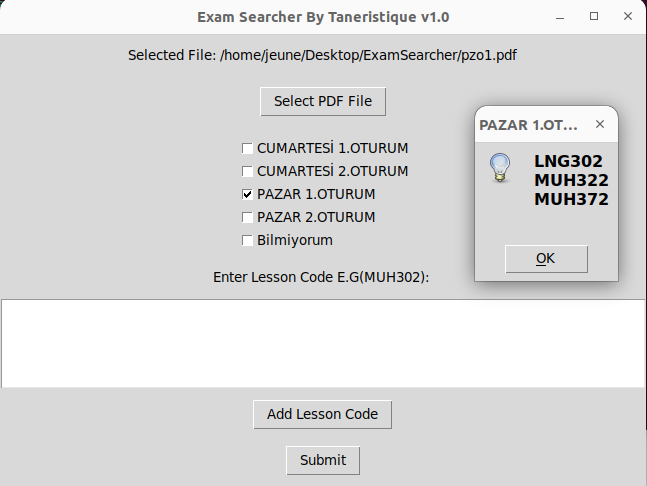 Exam Searcher By Taneristique v1.0
Selected File: /home/jeune/Desktop/ExamSearcher/pzo1.pdf
Select PDF File
CUMARTESİ 1.OTURUM
CUMARTESİ 2.OTURUM
PAZAR 1.OTURUM
PAZAR 2.OTURUM
Bilmiyorum
Enter Lesson Code E.G(MUH302):
Add Lesson Code
Submit
PAZAR 1.OT...
LNG302
MUH322
MUH372
OK